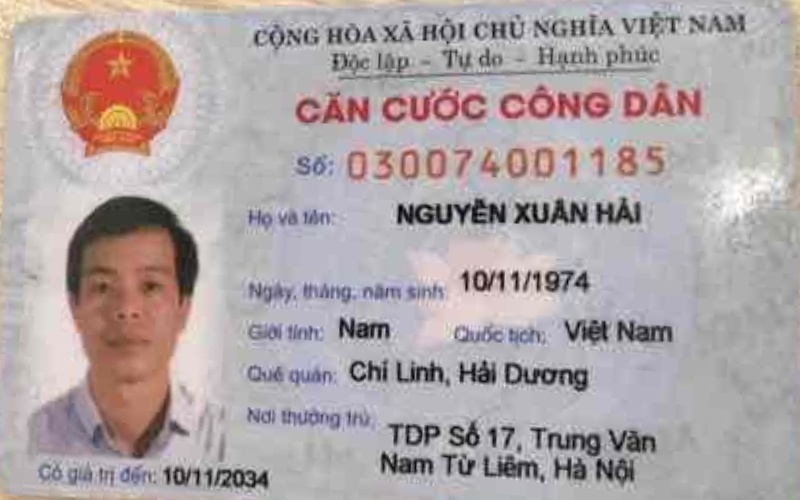 CỘNG HÒA XÃ HỘI CHỦ NGHĨA VIỆT NAM
Độc lập - Tự do - Hạnh phúc
CĂN CƯỚC CÔNG DÂN
Số: 030074001185
Họ và tên: NGUYỄN XUÂN HẢI
Ngày, tháng, năm sinh: 10/11/1974
Giới tính: Nam Quốc tịch: Việt Nam
Quê quán: Chí Linh, Hải Dương
Nơi thường trú: TDP Số 17, Trung Văn
Nam Từ Liêm, Hà Nội
Có giá trị đến: 10/11/2034